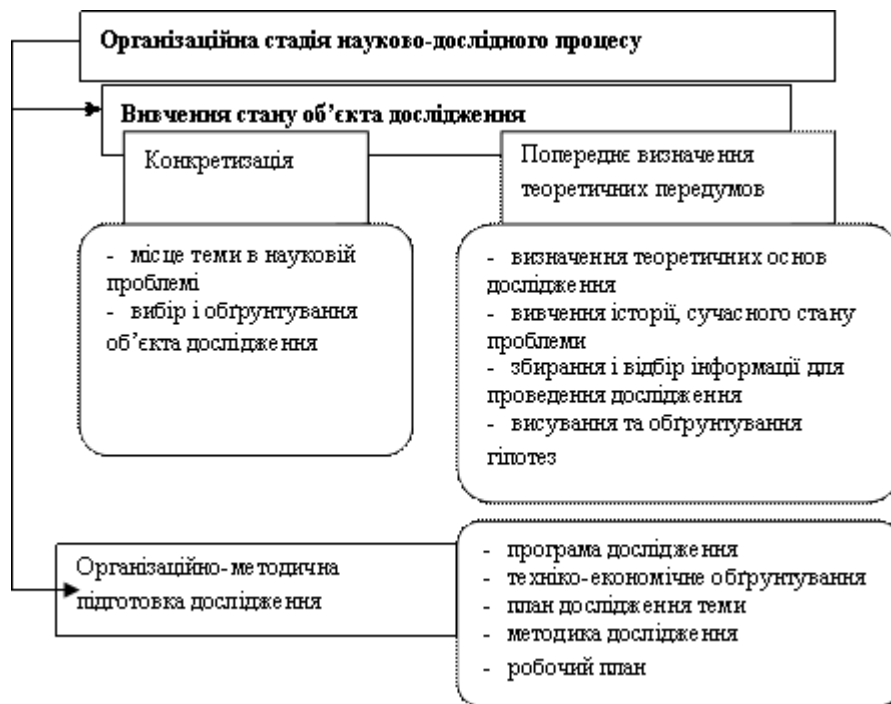 Організаційна стадія науково-дослідного процесу
Вивчення стану об’єкта дослідження
Конкретизація
- місце теми в науковій
проблемі
- вибір і обґрунтування
об’єкта дослідження
Попереднє визначення
теоретичних передумов
- визначення теоретичних основ
дослідження
- вивчення історії, сучасного стану
проблеми
- збирання і відбір інформації для
проведення дослідження
- висування та обґрунтування
гіпотез
Організаційно-методична
підготовка дослідження
- програма дослідження
- техніко-економічне обґрунтування
- план дослідження теми
- методика дослідження
- робочий план